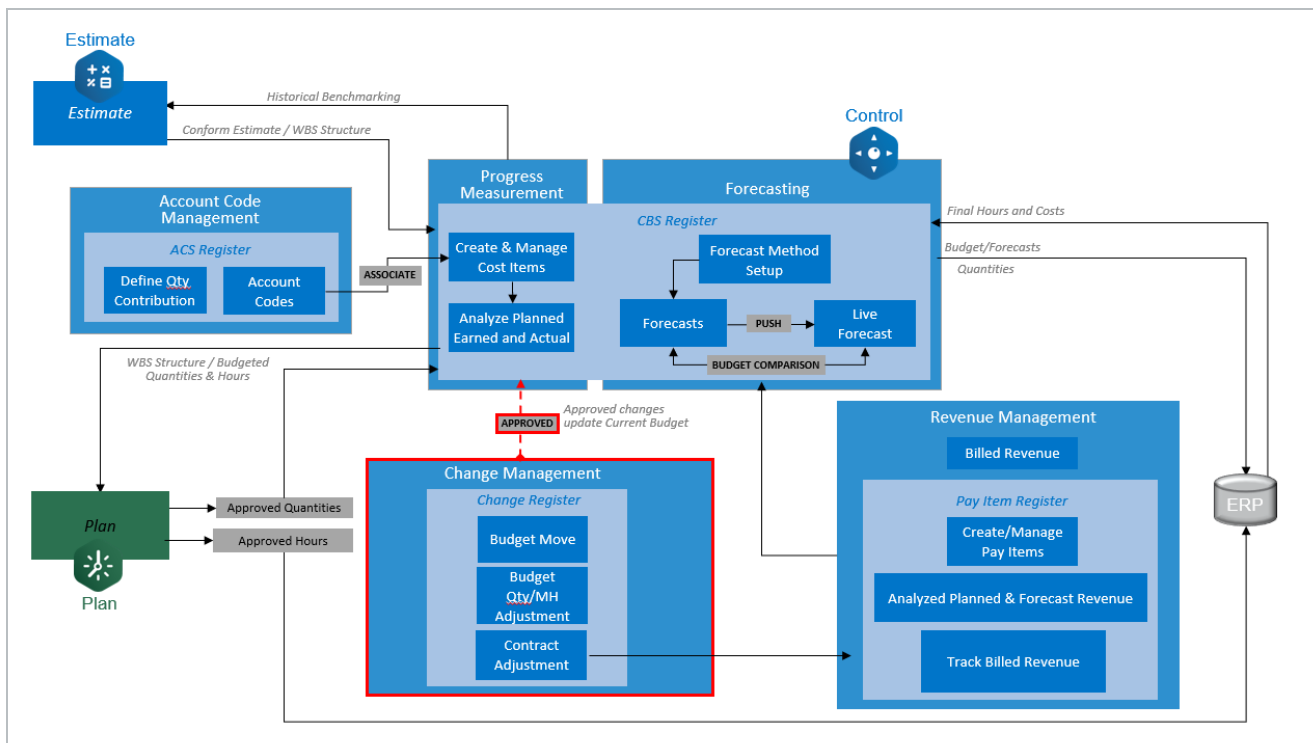 Estimate
Estimate
Historical Benchmarking
Conform Estimate / WBS Structure
Control
Progress
Measurement
Forecasting
Account Code
Management
ACS Register
Define Qty
Contribution
Account
Codes
ASSOCIATE
CBS Register
Create & Manage
Cost Items
Analyze Planned
Earned and Actual
Forecast Method
Setup
Forecasts
PUSH
Live
Forecast
BUDGET COMPARISON
Final Hours and Costs
Budget/Forecasts
Quantities
WBS Structure / Budgeted
Quantities & Hours
APPROVED
Approved changes
update Current Budget
Plan
Plan
Approved Quantities
Approved Hours
Change Management
Change Register
Budget Move
Budget
Qty/MH
Adjustment
Contract
Adjustment
Revenue Management
Billed Revenue
Pay Item Register
Create/Manage
Pay Items
Analyzed Planned & Forecast Revenue
Track Billed Revenue
ERP